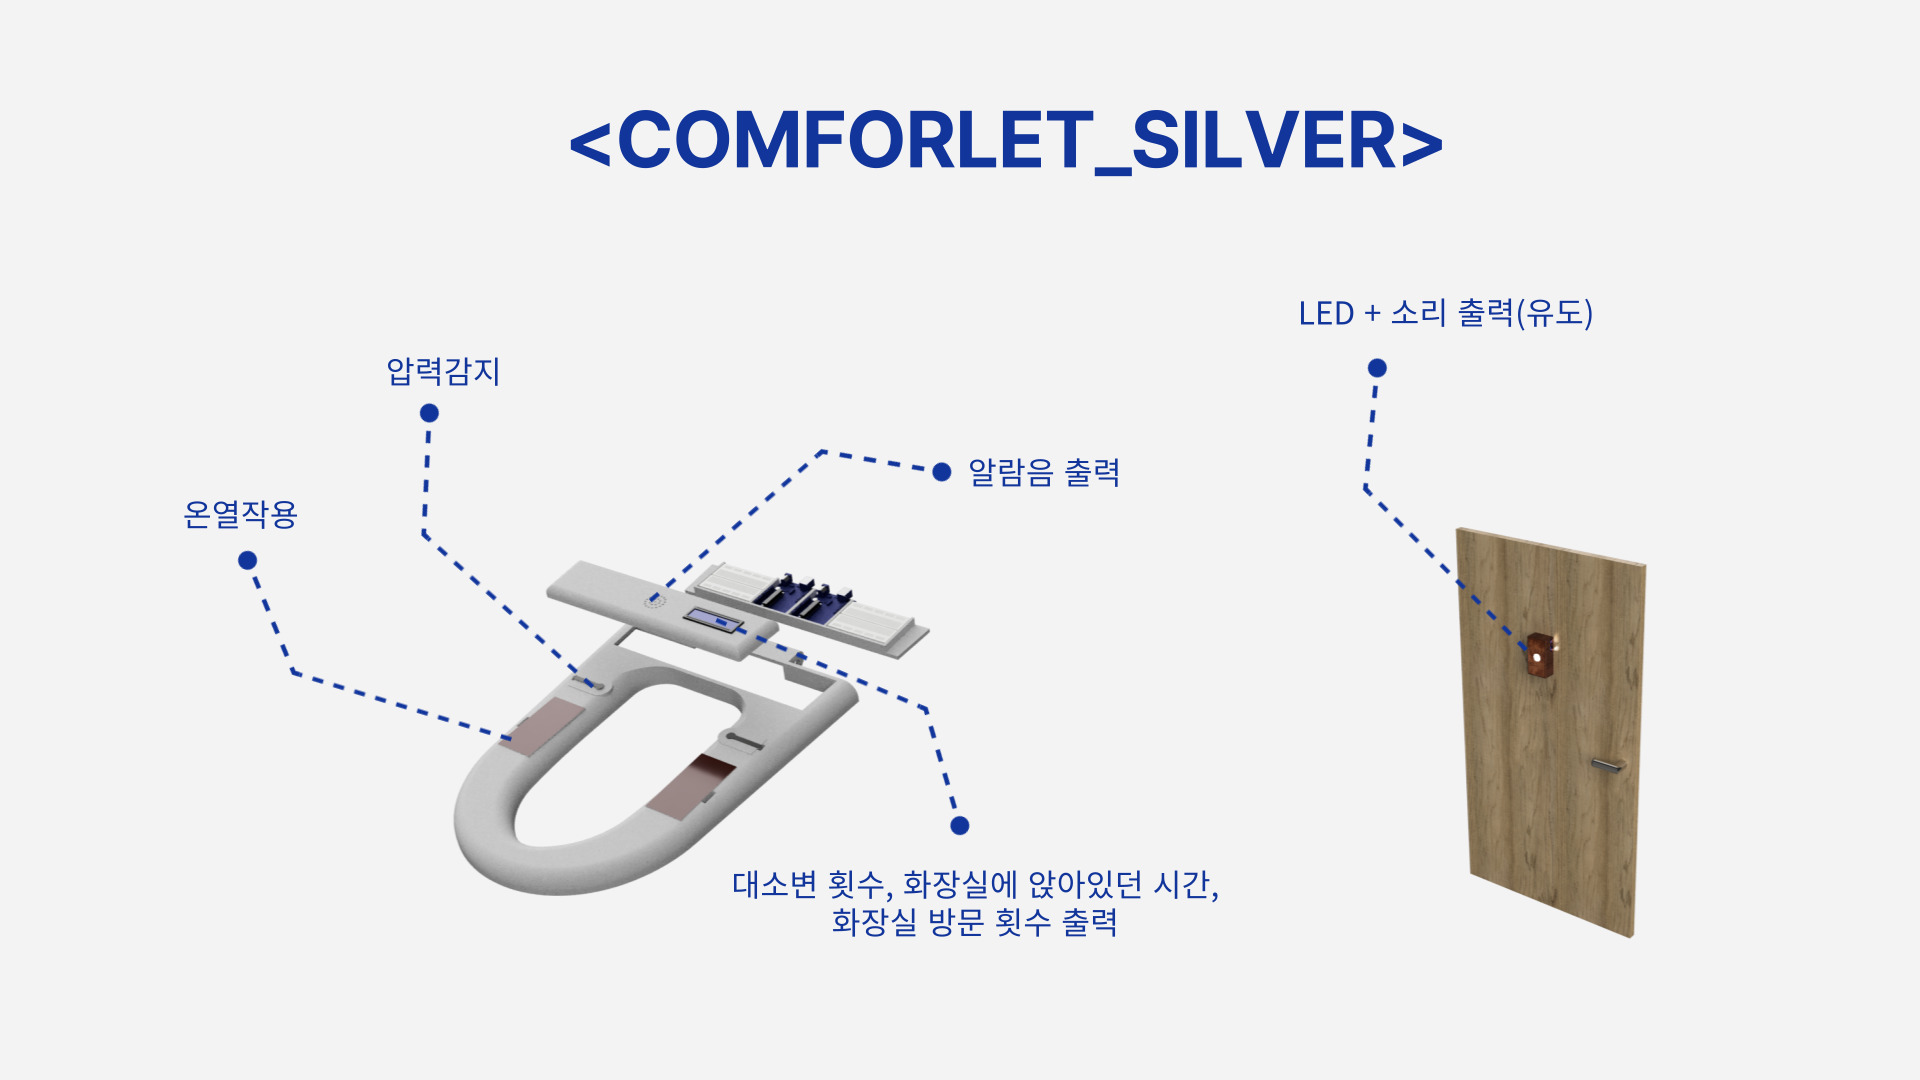 <COMFORLET_SILVER>
LED + 소리 출력(유도)
압력감지
알람음 출력
온열작용
대소변 횟수, 화장실에 앉아있던 시간,
화장실 방문 횟수 출력